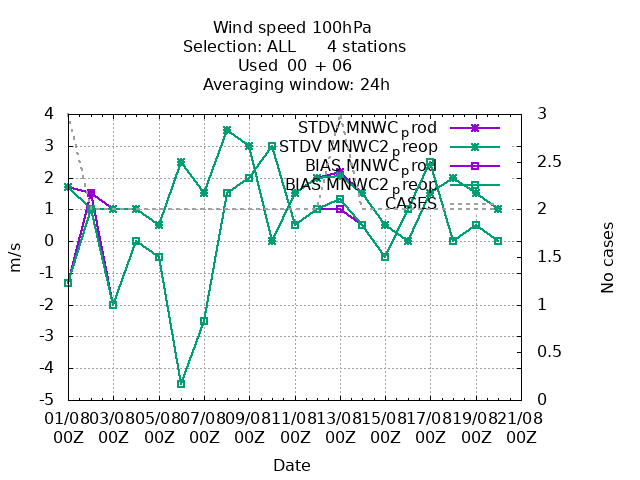 Wind speed 100hPa
Selection: ALL 4 stations
Used 00 + 06
Averaging window: 24h
4 3
STDV MNWC_prod
STDV MNWC2_preop
3 2.5
BIAS MNWC_prod
2
BIAS MNWC2_preop
CASES
1 2
0
m/s No cases
1.5
-1
-2 1
-3
0.5
-4
-5 0
01/08 03/08 05/08 07/08 09/08 11/08 13/08 15/08 17/08 19/08 21/08
00Z 00Z 00Z 00Z 00Z 00Z 00Z 00Z 00Z 00Z 00Z
Date